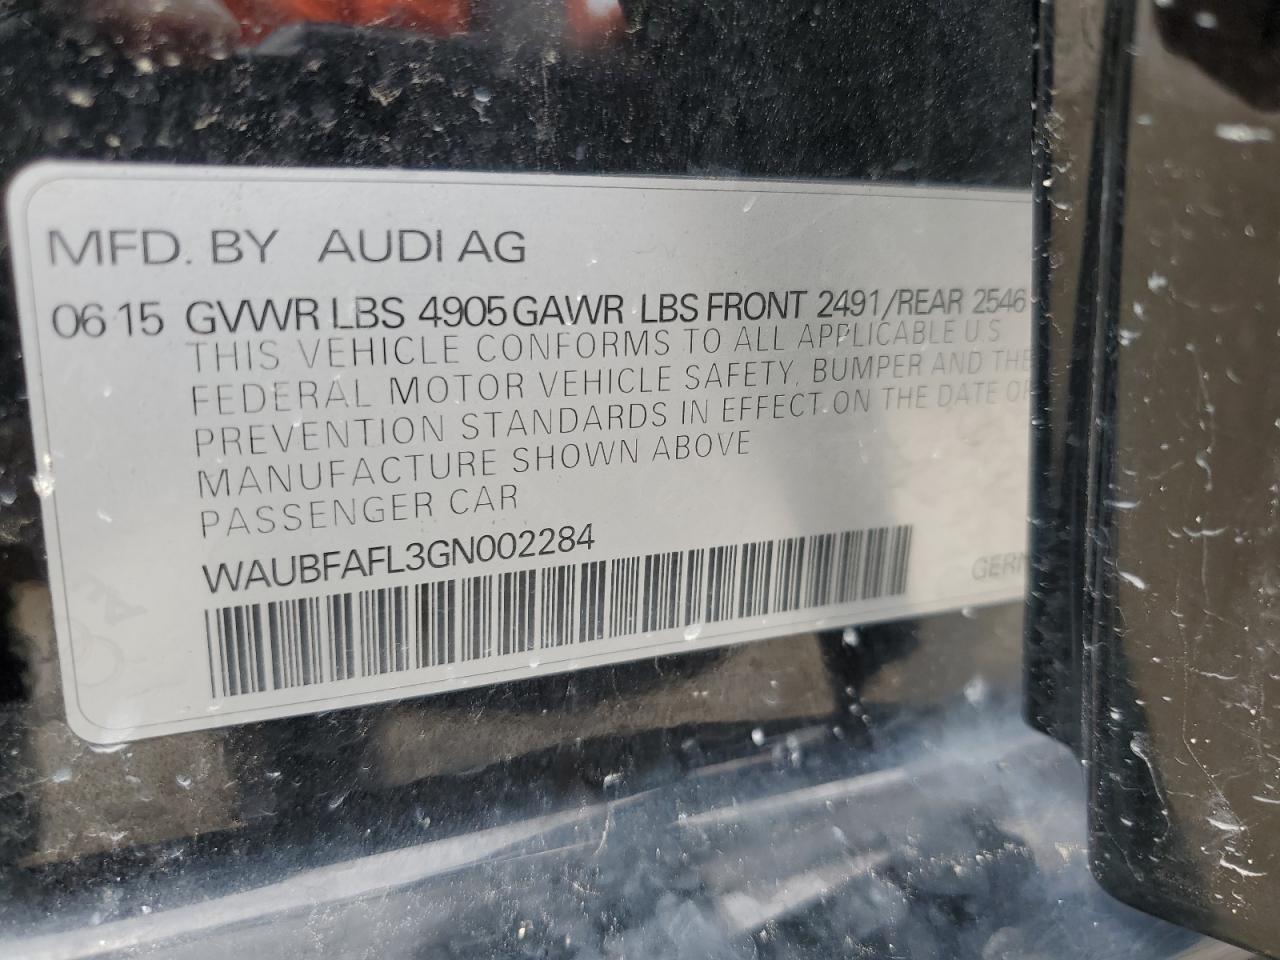 MFD. BY AUDI AG
06 15 GVWR LBS 4905 GAWR LBS FRONT 2491/REAR 2546
THIS VEHICLE CONFORMS TO ALL APPLICABLE U.S
FEDERAL MOTOR VEHICLE SAFETY, BUMPER AND THE
PREVENTION STANDARDS IN EFFECT ON THE DATE OF
MANUFACTURE SHOWN ABOVE
PASSENGER CAR
WAUBFAFL3GN002284
GERM